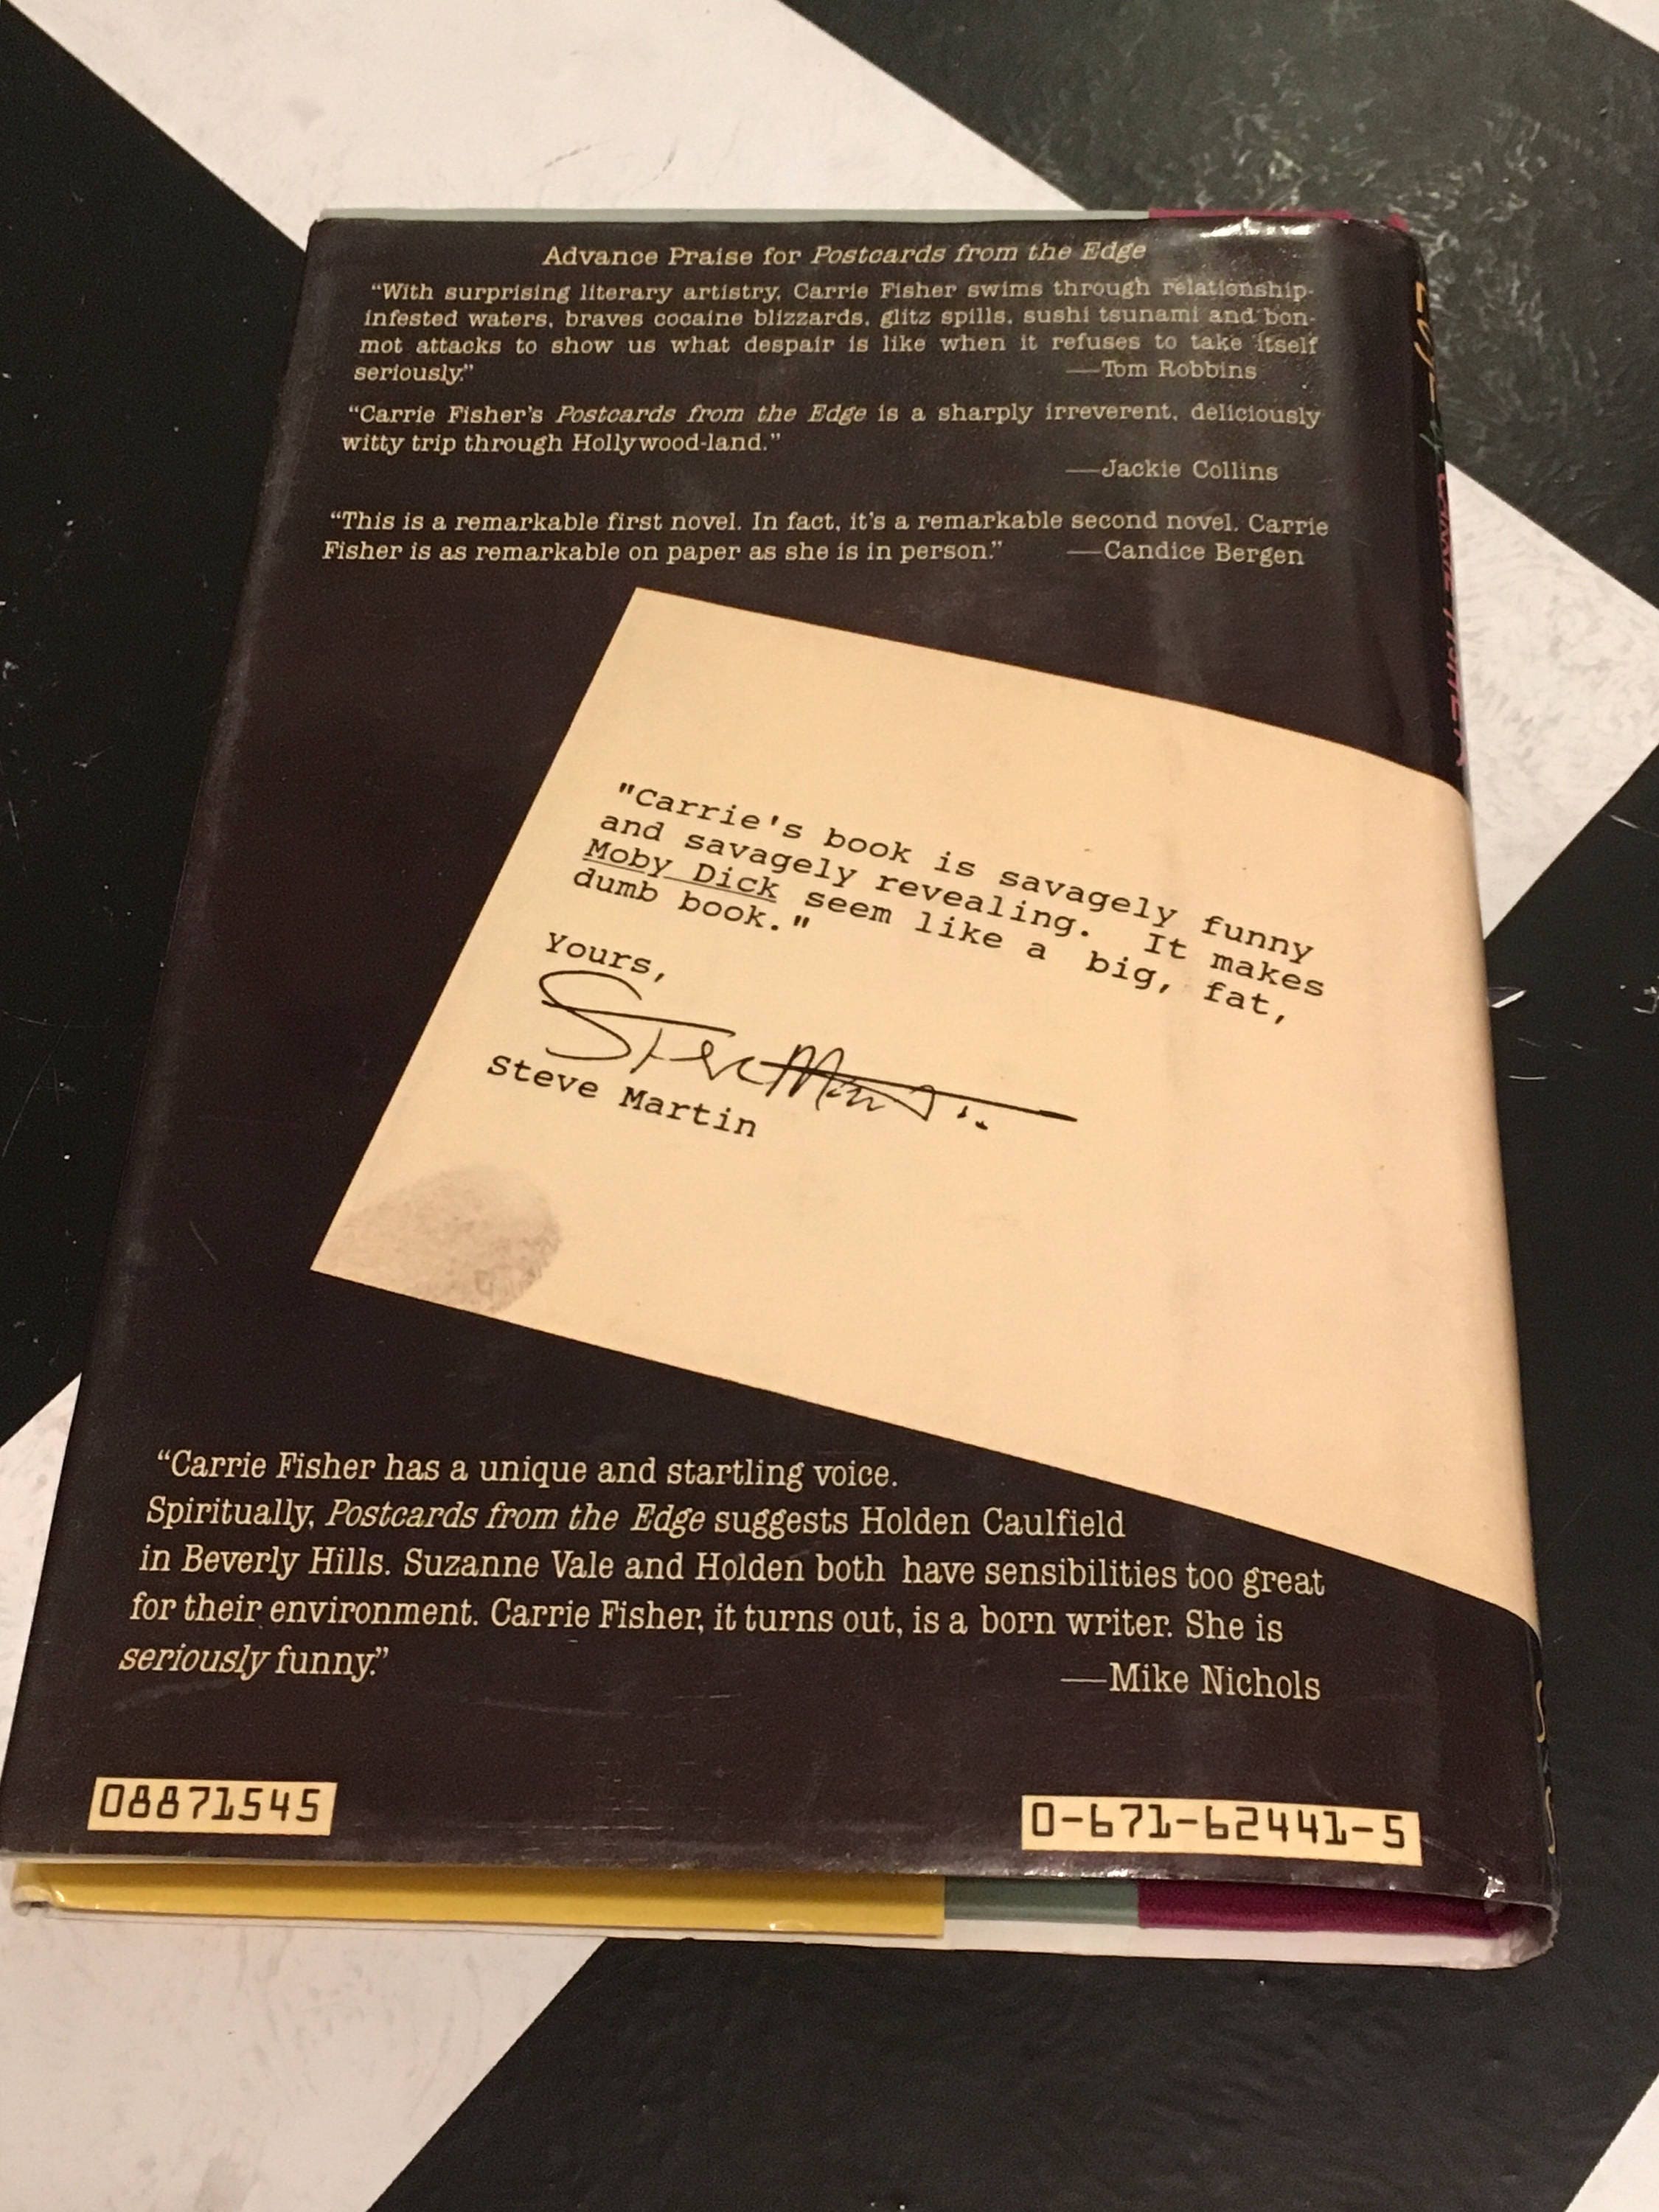 Advance Praise for Postcards from the Edge
“With surprising literary artistry, Carrie Fisher swims through relationship-
infested waters, braves cocaine blizzards, glitz spills, sushi tsunami and bon-
mot attacks to show us what despair is like when it refuses to take itself
seriously.” —Tom Robbins
“Carrie Fisher's Postcards from the Edge is a sharply irreverent, deliciously
witty trip through Hollywood-land.”
—Jackie Collins
“This is a remarkable first novel. In fact, it's a remarkable second novel. Carrie
Fisher is as remarkable on paper as she is in person.” —Candice Bergen
"Carrie's book is savagely funny
and savagely revealing. It makes
Moby Dick seem like a big, fat,
dumb book."
Yours,
Steve Martin
Steve Martin
“Carrie Fisher has a unique and startling voice.
Spiritually, Postcards from the Edge suggests Holden Caulfield
in Beverly Hills. Suzanne Vale and Holden both have sensibilities too great
for their environment. Carrie Fisher, it turns out, is a born writer. She is
seriously funny.” —Mike Nichols
08871545
0-671-62441-5
CARRIE FISHER